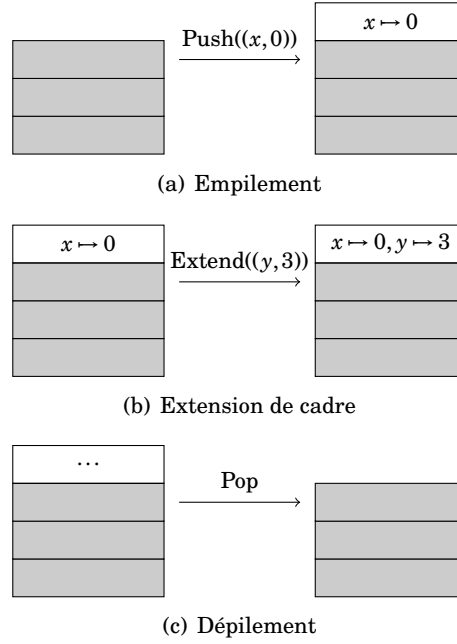 Push((x,0))
x ↦ 0
(a) Empilement
x ↦ 0
Extend((y,3))
x ↦ 0, y ↦ 3
(b) Extension de cadre
...
Pop
(c) Dépilement